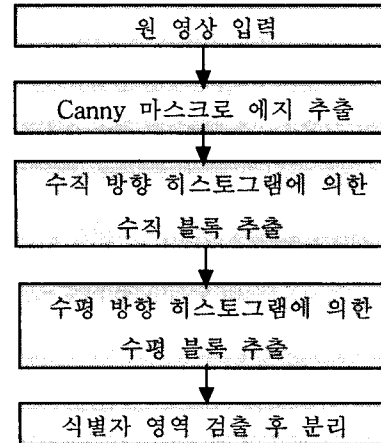 원 영상 입력
Canny 마스크로 에지 추출
수직 방향 히스토그램에 의한
수직 블록 추출
수평 방향 히스토그램에 의한
수평 블록 추출
식별자 영역 검출 후 분리